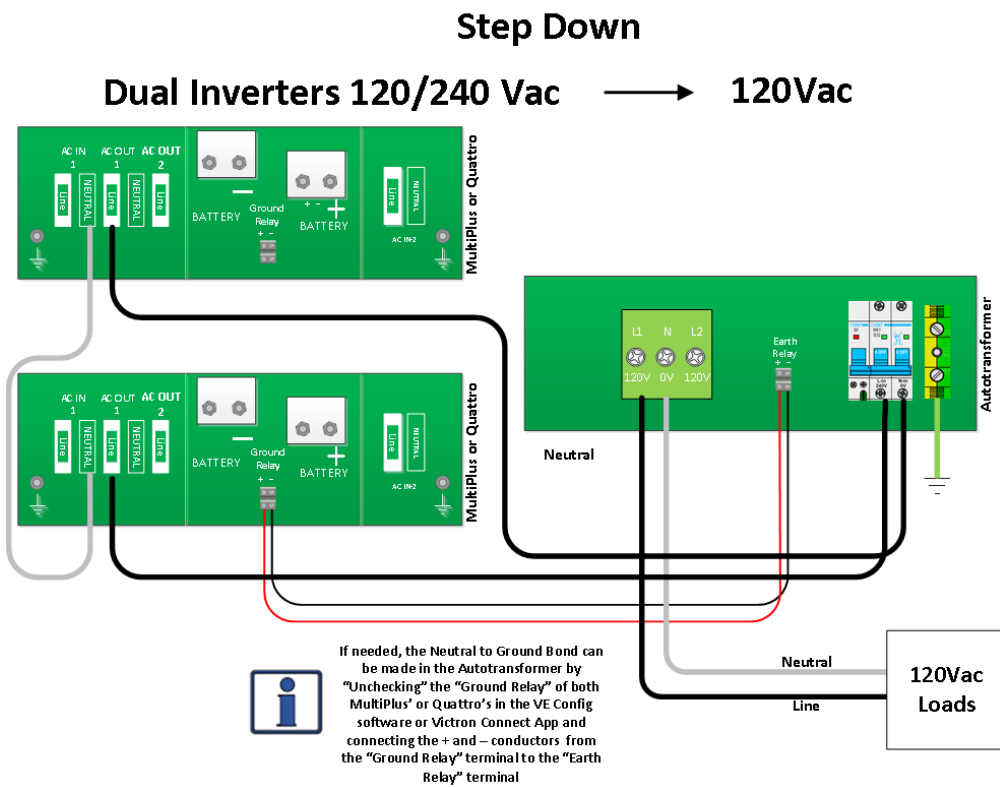 Step Down
Dual Inverters 120/240 Vac
120Vac
AC IN
1
AC OUT
1
AC OUT
2
Line
NEUTRAL
Line
NEUTRAL
Line
BATTERY
Ground
Relay
+ -
+ -
BATTERY
Line
NEUTRAL
AC IN-2
MultiPlus or Quattro
AC IN
1
AC OUT
1
AC OUT
2
Line
NEUTRAL
Line
NEUTRAL
Line
BATTERY
Ground
Relay
+ -
BATTERY
Line
NEUTRAL
AC IN-2
MultiPlus or Quattro
L1 N L2
120V 0V 120V
Earth
Relay
+ -
Autotransformer
Neutral
If needed, the Neutral to Ground Bond can
be made in the Autotransformer by
“Unchecking” the “Ground Relay” of both
MultiPlus’ or Quattro’s in the VE Config
software or Victron Connect App and
connecting the + and – conductors from
the “Ground Relay” terminal to the “Earth
Relay” terminal
Neutral
Line
120Vac
Loads